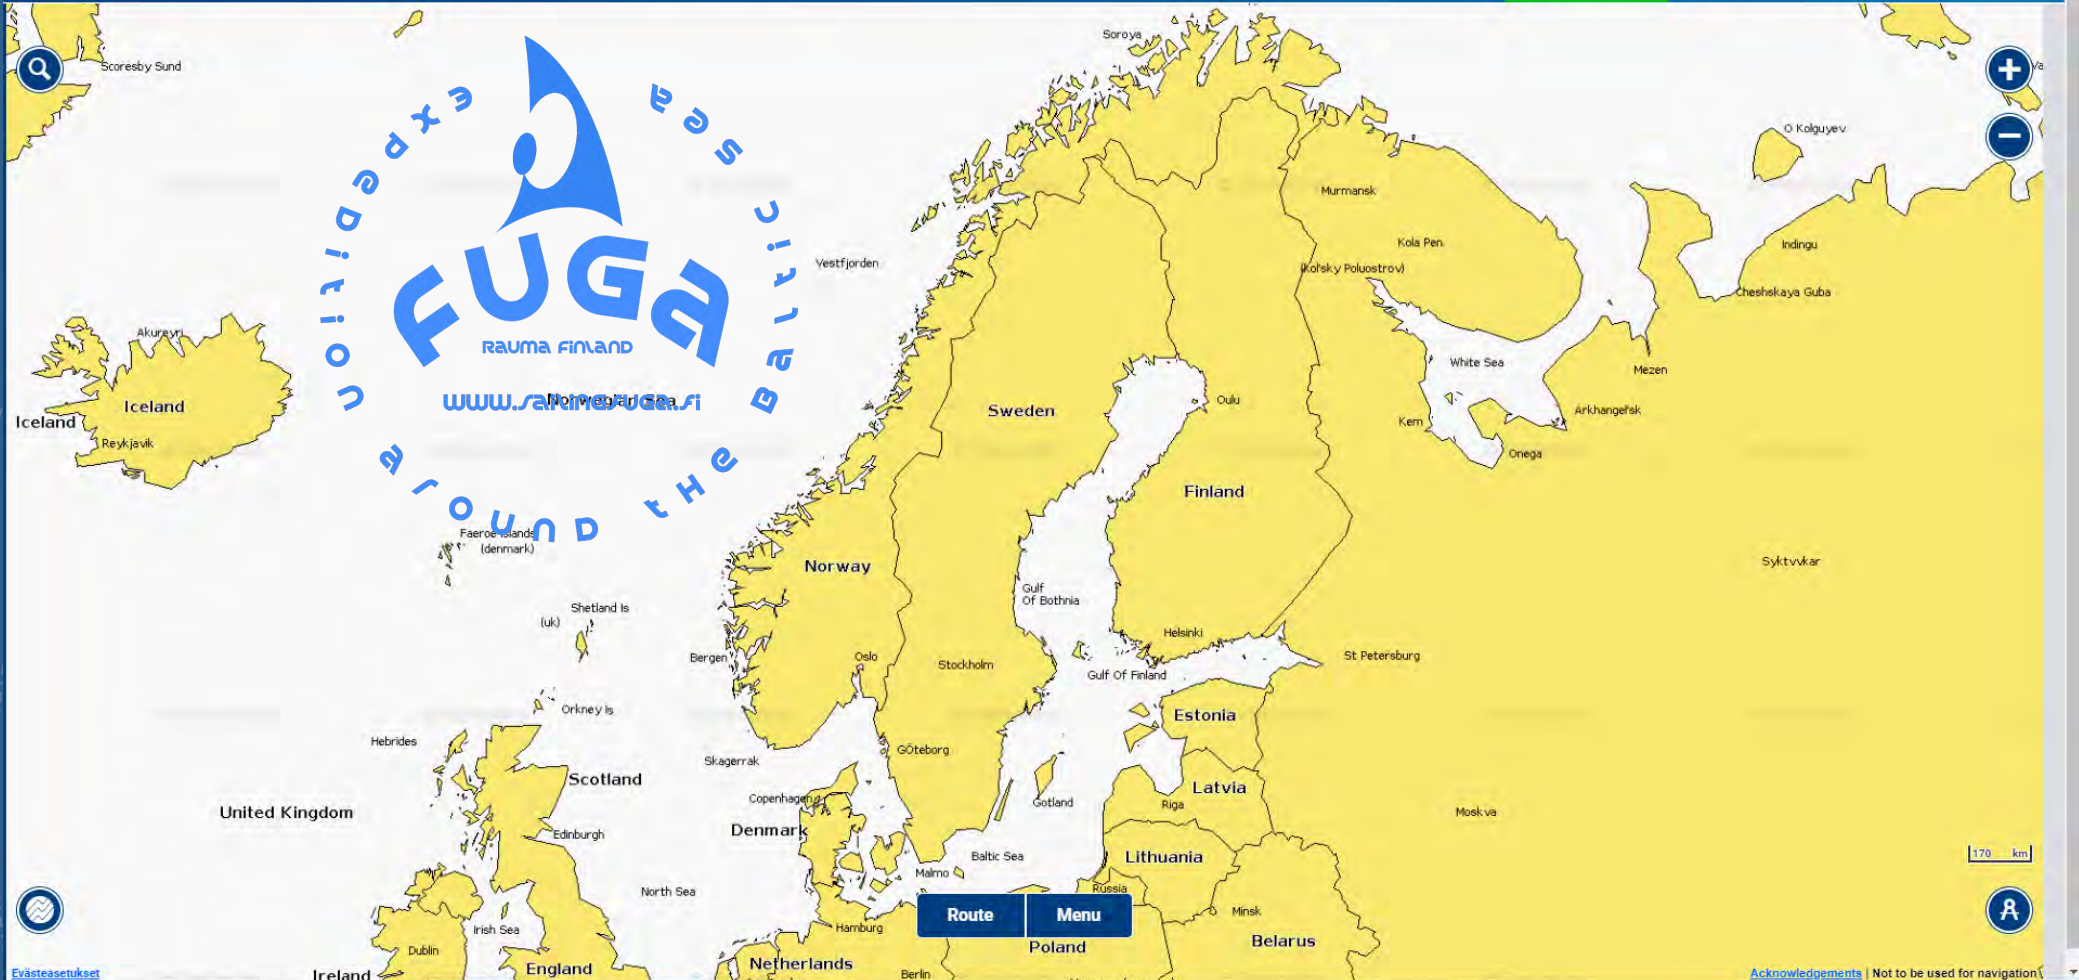 Soroya
Scoresby Sund
O Kolguyev
Murmansk
Kola Pen.
(kol'sky Poluostrov)
Indingu
Vestfjorden
Cheshskaya Guba
expedition around the Baltic sea
FUGA
Rauma Finland
www.sailingfuga.fi
Norwegian Sea
Akureyri
White Sea
Mezen
Iceland
Iceland
Reykjavik
Sweden
Oulu
Kem
Arkhangel'sk
Onega
Finland
Faeroe Islands
(denmark)
Norway
Syktvvkar
Gulf
Of Bothnia
Shetland Is
(uk)
Helsinki
Bergen
Oslo
Stockholm
St Petersburg
Gulf Of Finland
Orkney Is
Estonia
Hebrides
GÖteborg
Skagerrak
Scotland
Latvia
Copenhagen
Gotland
Riga
United Kingdom
Moskva
Edinburgh
Denmark
Baltic Sea
Lithuania
170 km
Malmo
North Sea
Russia
Route
Menu
Minsk
Irish Sea
Hamburg
Belarus
Dublin
Poland
England
Netherlands
Ireland
Berlin
Evästeasetukset
Acknowledgements | Not to be used for navigation